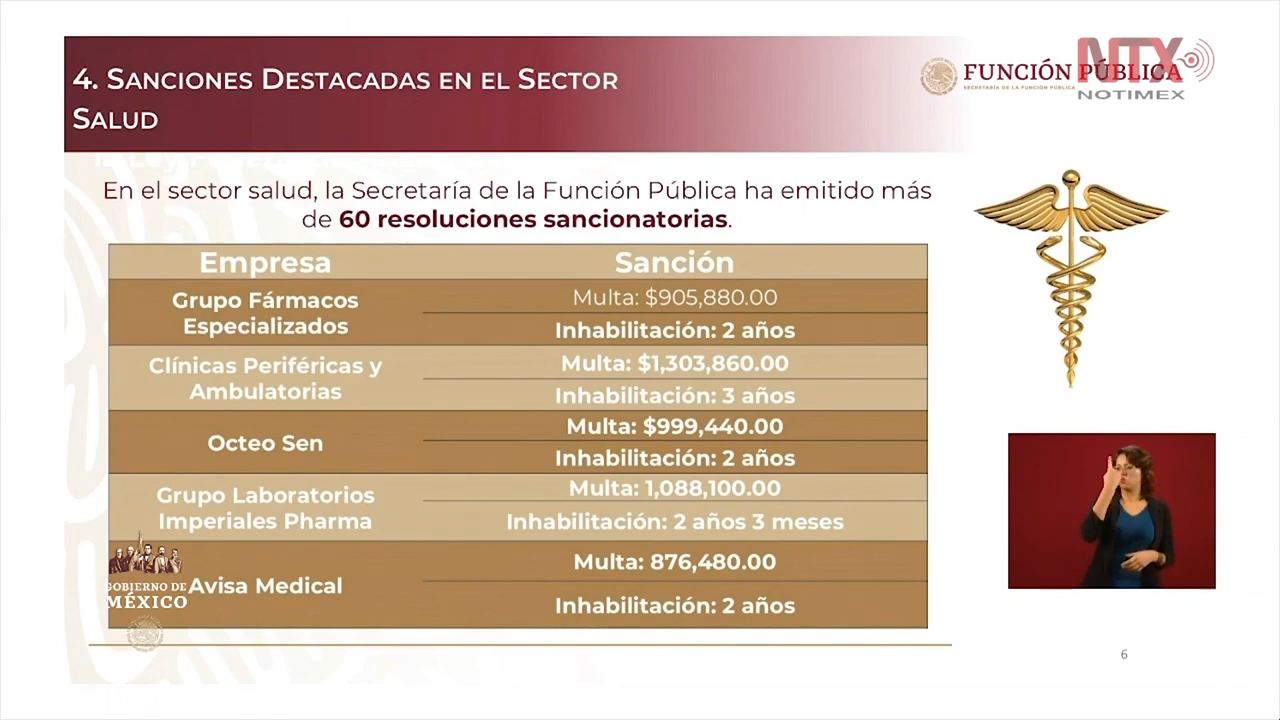 4. Sanciones Destacadas en el Sector
Salud
FUNCIÓN PÚBLICA
SECRETARÍA DE LA FUNCIÓN PÚBLICA
NTX
NOTIMEX
En el sector salud, la Secretaría de la Función Pública ha emitido más
de 60 resoluciones sancionatorias.
Empresa Sanción
Grupo Fármacos
Especializados
Multa: $905,880.00
Inhabilitación: 2 años
Clínicas Periféricas y
Ambulatorias
Multa: $1,303,860.00
Inhabilitación: 3 años
Octeo Sen
Multa: $999,440.00
Inhabilitación: 2 años
Grupo Laboratorios
Imperiales Pharma
Multa: 1,088,100.00
Inhabilitación: 2 años 3 meses
Avisa Medical
Multa: 876,480.00
Inhabilitación: 2 años
GOBIERNO DE
MÉXICO
6